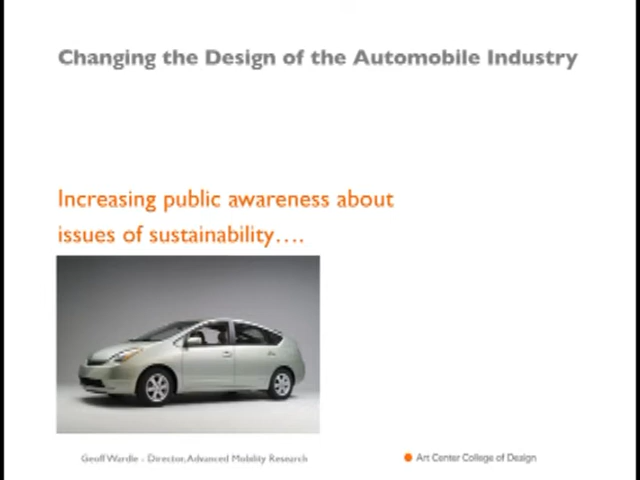 Changing the Design of the Automobile Industry
Increasing public awareness about
issues of sustainability….
Geoff Wardle - Director, Advanced Mobility Research
Art Center College of Design